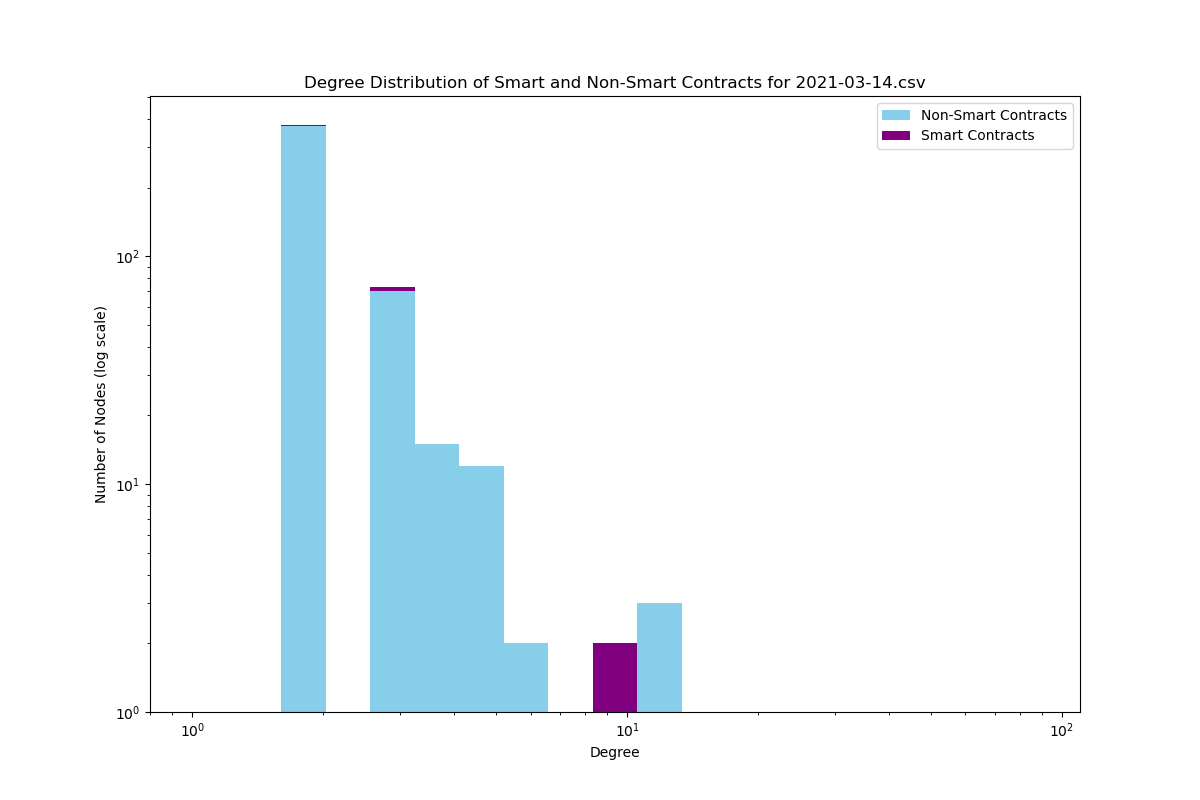 Degree Distribution of Smart and Non-Smart Contracts for 2021-03-14.csv
Non-Smart Contracts
Smart Contracts
Number of Nodes (log scale)
10²
10¹
10⁰
10⁰ 10¹ 10²
Degree